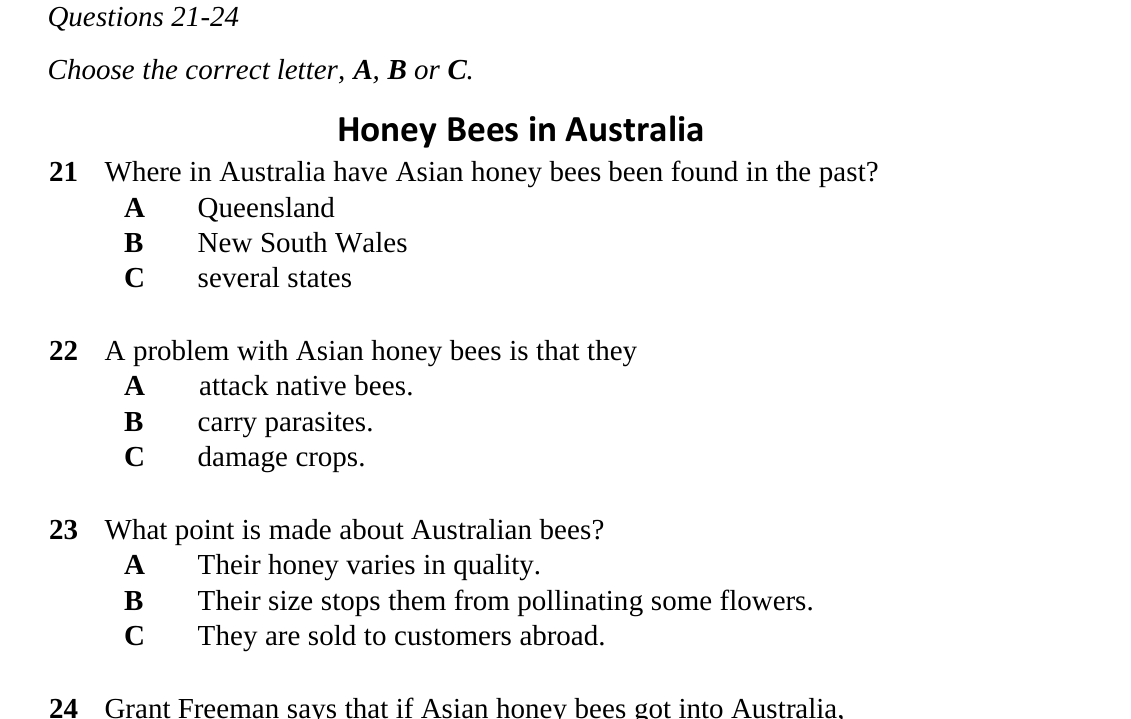 Questions 21-24
Choose the correct letter, A, B or C.
Honey Bees in Australia
21 Where in Australia have Asian honey bees been found in the past?
A Queensland
B New South Wales
C several states
22 A problem with Asian honey bees is that they
A attack native bees.
B carry parasites.
C damage crops.
23 What point is made about Australian bees?
A Their honey varies in quality.
B Their size stops them from pollinating some flowers.
C They are sold to customers abroad.
24 Grant Freeman says that if Asian honey bees got into Australia,